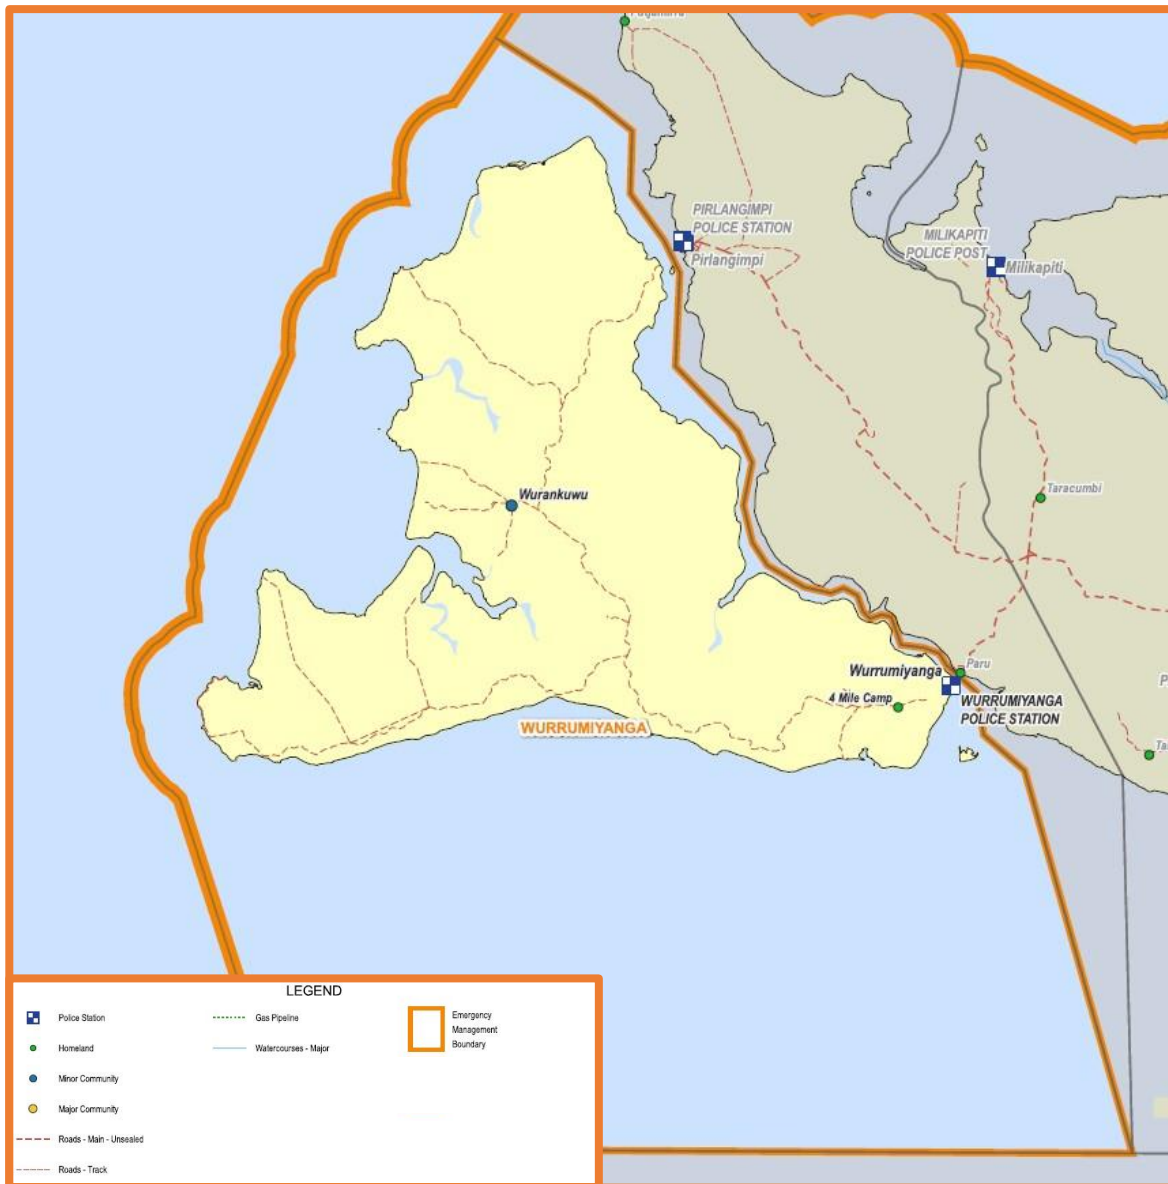 PIRLANGIMPI
POLICE STATION
Pirlangimpi
MILIKAPITI
POLICE POST
Milikapiti
Wurankuwu
Taracumbi
Wurrumiyanga
Paru
4 Mile Camp
WURRUMIYANGA
POLICE STATION
WURRUMIYANGA
LEGEND
Police Station
Homeland
Minor Community
Major Community
Roads - Main - Unsealed
Roads - Track
Gas Pipeline
Watercourses - Major
Emergency
Management
Boundary